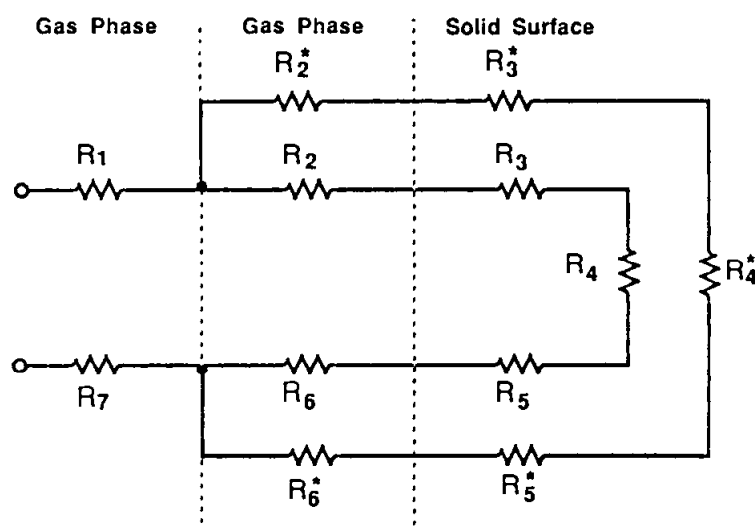 Gas Phase Gas Phase Solid Surface
R2* R3*
R1 R2 R3
R4 R4*
R7 R6 R5
R6* R5*